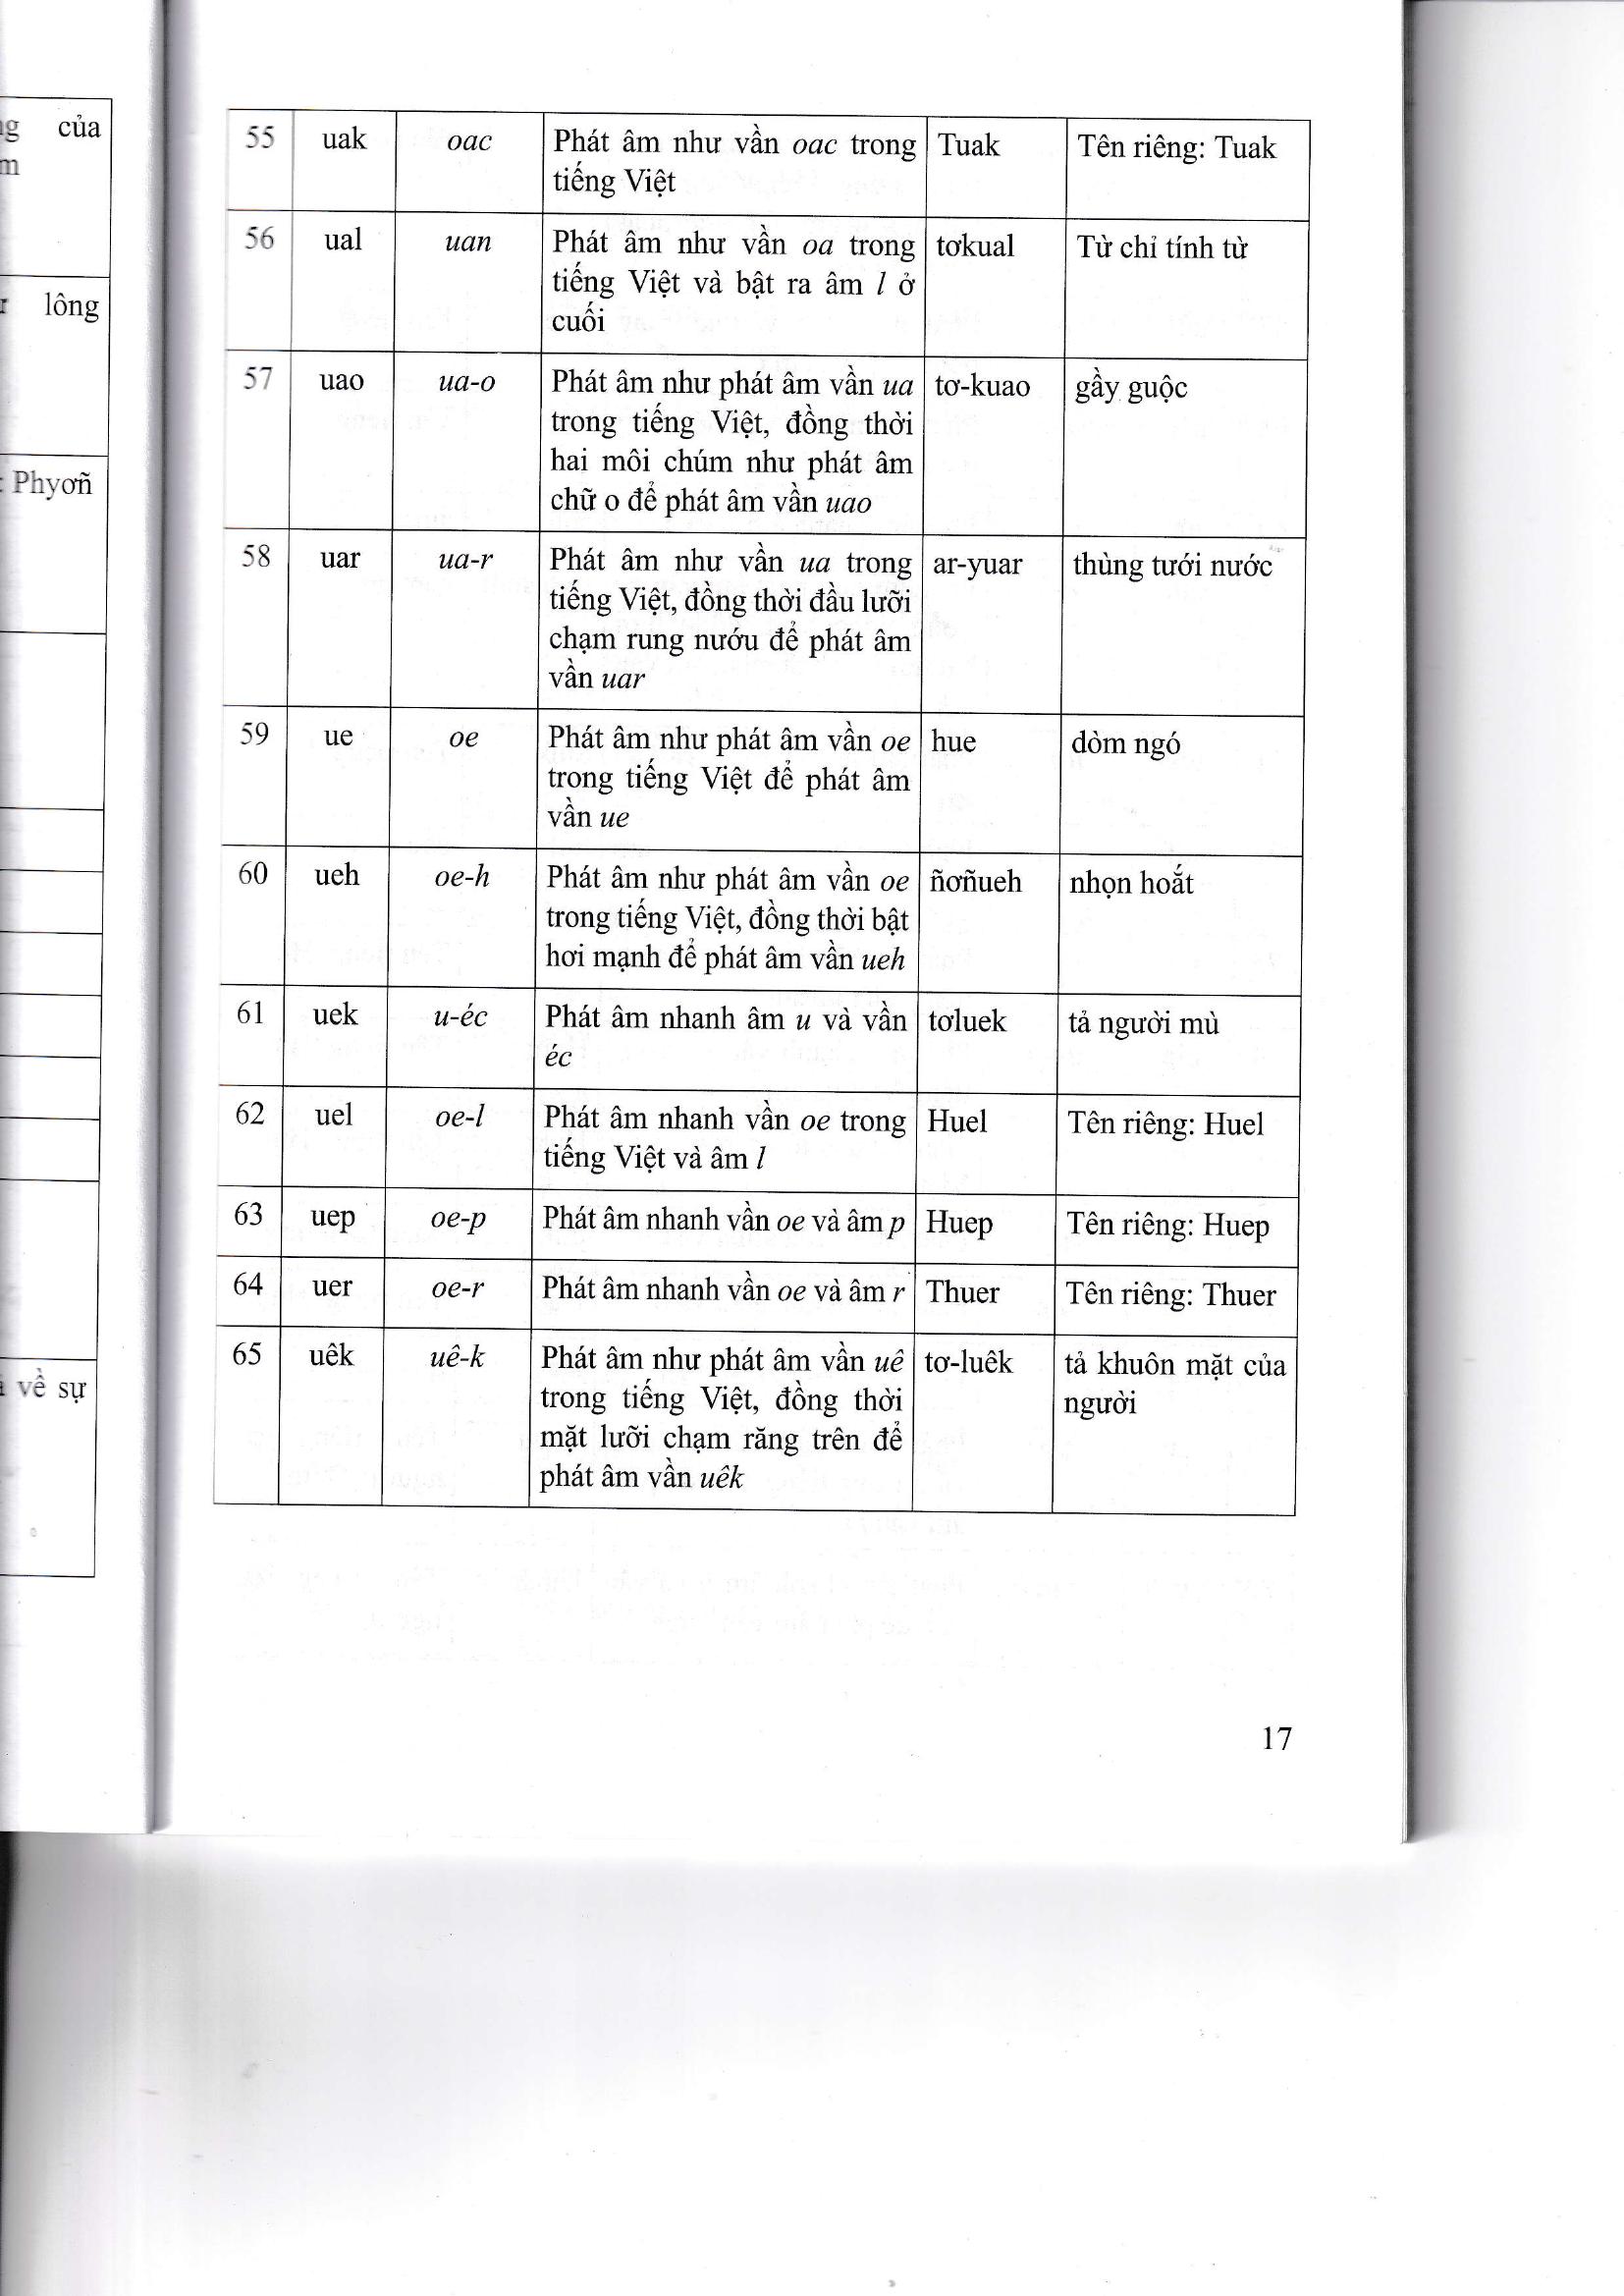 của
lông
Phyơñ
về sự
55 uak oac Phát âm như vần oac trong Tuak Tên riêng: Tuak
tiếng Việt
56 ual uan Phát âm như vần oa trong tơkual Từ chỉ tính từ
tiếng Việt và bật ra âm l ở
cuối
57 uao ua-o Phát âm như phát âm vần ua tơ-kuao gầy guộc
trong tiếng Việt, đồng thời
hai môi chúm như phát âm
chữ o để phát âm vần uao
58 uar ua-r Phát âm như vần ua trong ar-yuar thùng tưới nước
tiếng Việt, đồng thời đầu lưỡi
chạm rung nướu để phát âm
vần uar
59 ue oe Phát âm như phát âm vần oe hue dòm ngó
trong tiếng Việt để phát âm
vần ue
60 ueh oe-h Phát âm như phát âm vần oe ñơñueh nhọn hoắt
trong tiếng Việt, đồng thời bật
hơi mạnh để phát âm vần ueh
61 uek u-éc Phát âm nhanh âm u và vần tơluek tả người mù
éc
62 uel oe-l Phát âm nhanh vần oe trong Huel Tên riêng: Huel
tiếng Việt và âm l
63 uep oe-p Phát âm nhanh vần oe và âm p Huep Tên riêng: Huep
64 uer oe-r Phát âm nhanh vần oe và âm r Thuer Tên riêng: Thuer
65 uêk uê-k Phát âm như phát âm vần uê tơ-luêk tả khuôn mặt của
trong tiếng Việt, đồng thời người
mặt lưỡi chạm răng trên để
phát âm vần uêk
17